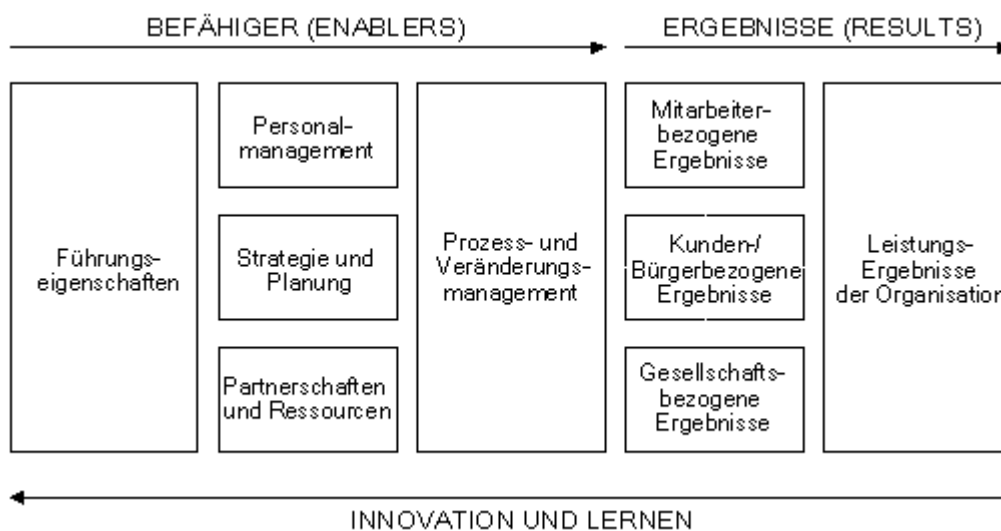 BEFÄHIGER (ENABLERS)
ERGEBNISSE (RESULTS)
Führungs-
eigenschaften
Personal-
management
Strategie und
Planung
Partnerschaften
und Ressourcen
Prozess- und
Veränderungs-
management
Mitarbeiter-
bezogene
Ergebnisse
Kunden-/
Bürgerbezogene
Ergebnisse
Gesellschafts-
bezogene
Ergebnisse
Leistungs-
Ergebnisse
der Organisation
INNOVATION UND LERNEN